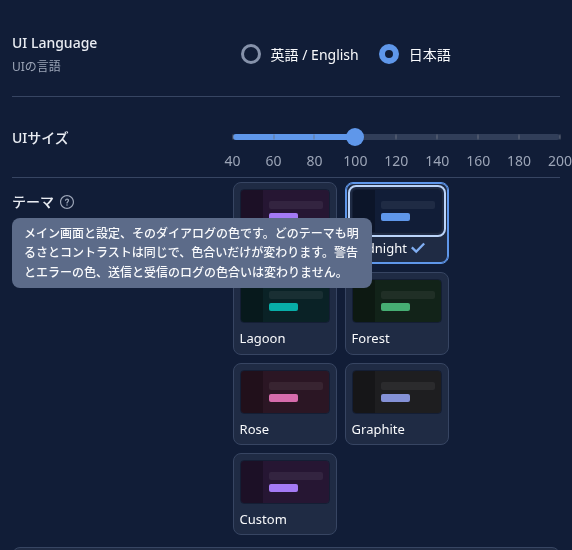 UI Language
UIの言語
英語 / English
日本語
UIサイズ
40 60 80 100 120 140 160 180 200
テーマ ?
メイン画面と設定、そのダイアログの色です。どのテーマも明
るさとコントラストは同じで、色合いだけが変わります。警告
とエラーの色、送信と受信のログの色合いは変わりません。
dnight
Lagoon
Forest
Rose
Graphite
Custom